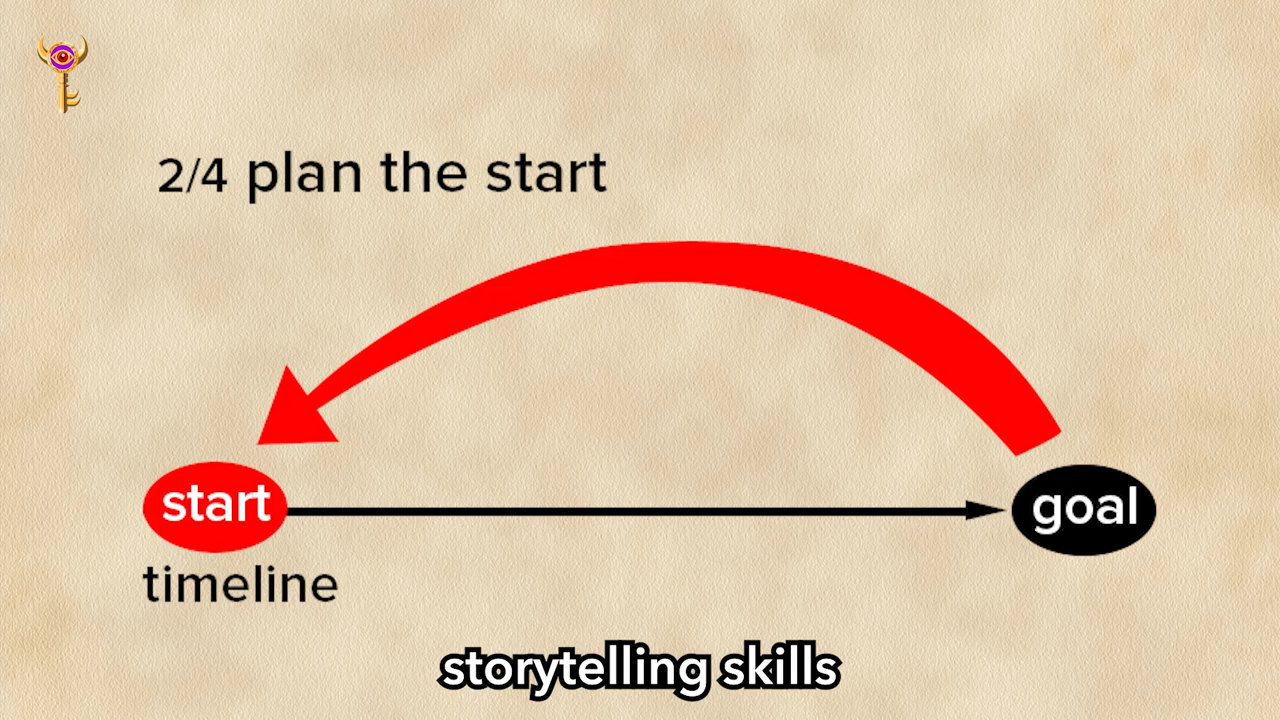 2/4 plan the start
start
goal
timeline
storytelling skills